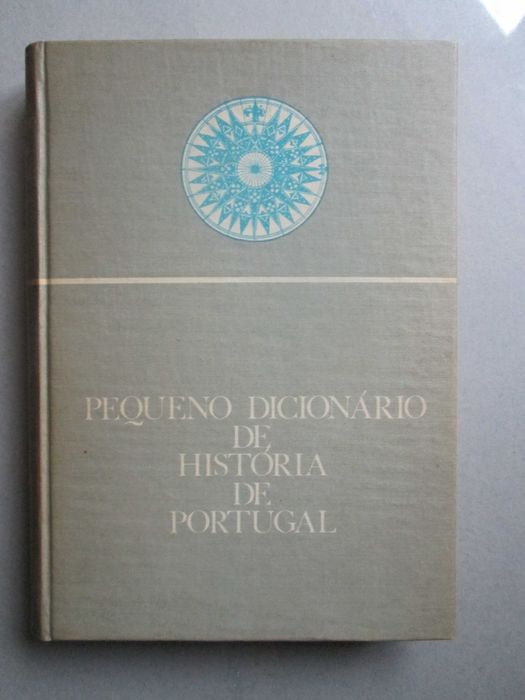 PEQUENO DICIONÁRIO
DE
HISTÓRIA
DE
PORTUGAL